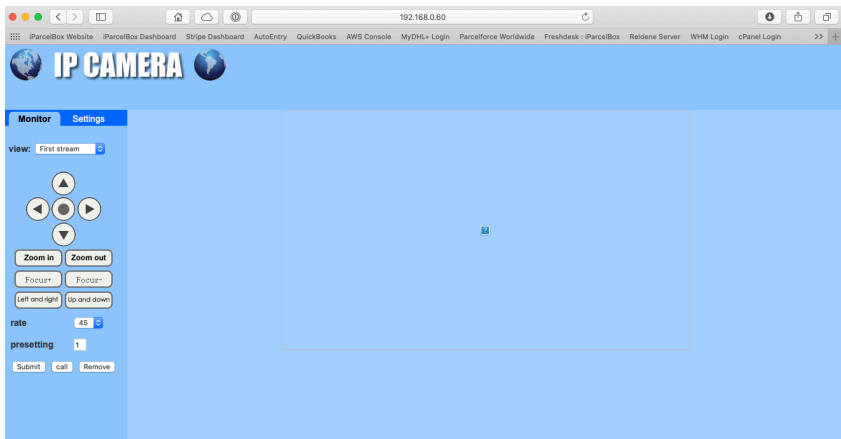 192.168.0.60
iParcelBox Website iParcelBox Dashboard Stripe Dashboard AutoEntry QuickBooks AWS Console MyDHL+ Login Parcelforce Worldwide Freshdesk : iParcelBox Reldene Server WHM Login cPanel Login >> +
IP CAMERA
Monitor Settings
view: First stream
Zoom in Zoom out
Focus+ Focus-
Left and right Up and down
rate 45
presetting 1
Submit call Remove